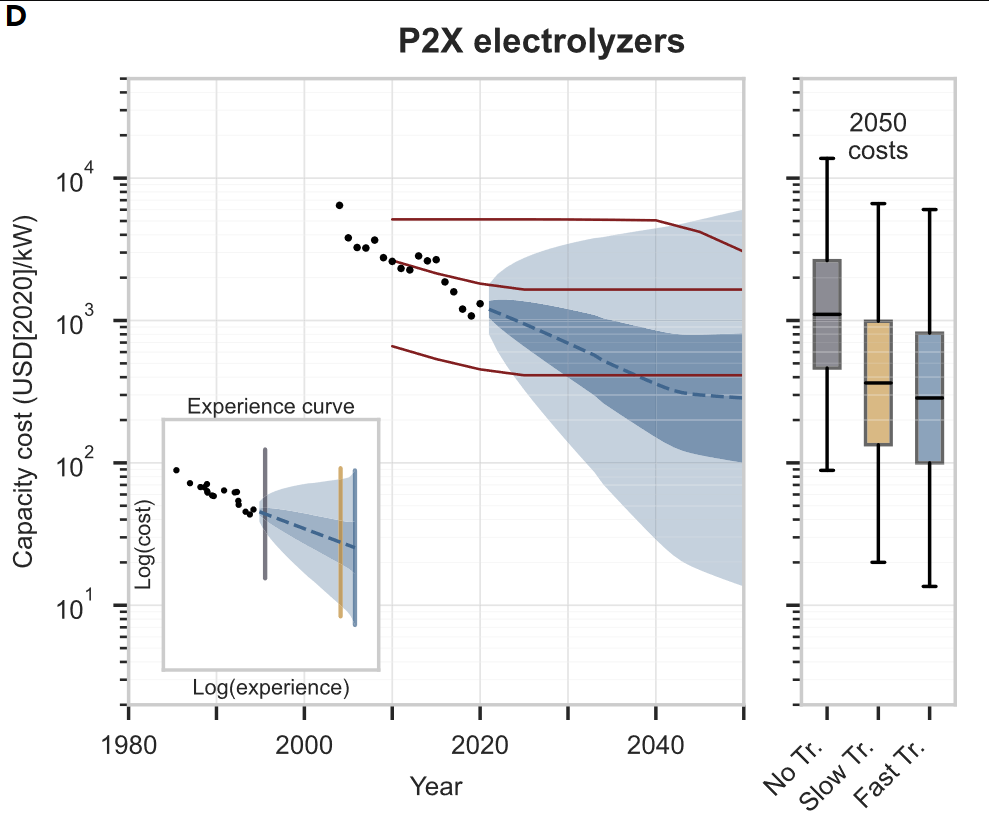 D
P2X electrolyzers
Capacity cost (USD[2020]/kW)
10^4
10^3
10^2
10^1
1980
2000
2020
2040
Year
Experience curve
Log(cost)
Log(experience)
2050
costs
No Tr.
Slow Tr.
Fast Tr.